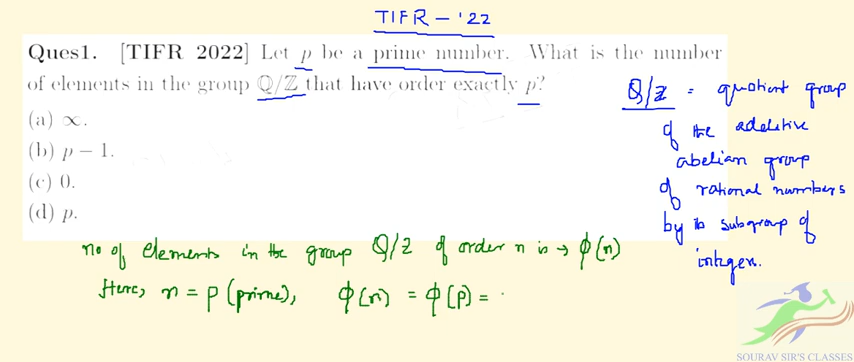 TIFR - '22
Ques1. [TIFR 2022] Let p be a prime number. What is the number
of elements in the group ℚ/ℤ that have order exactly p?
(a) ∞.
(b) p − 1.
(c) 0.
(d) p.
Q/Z = quotient group
of the additive
abelian group
of rational numbers
by its subgroup of
integers.
no of elements in the group Q/Z of order n is → ϕ(n)
Here, n = p (prime), ϕ(n) = ϕ(p) =
SOURAV SIR'S CLASSES